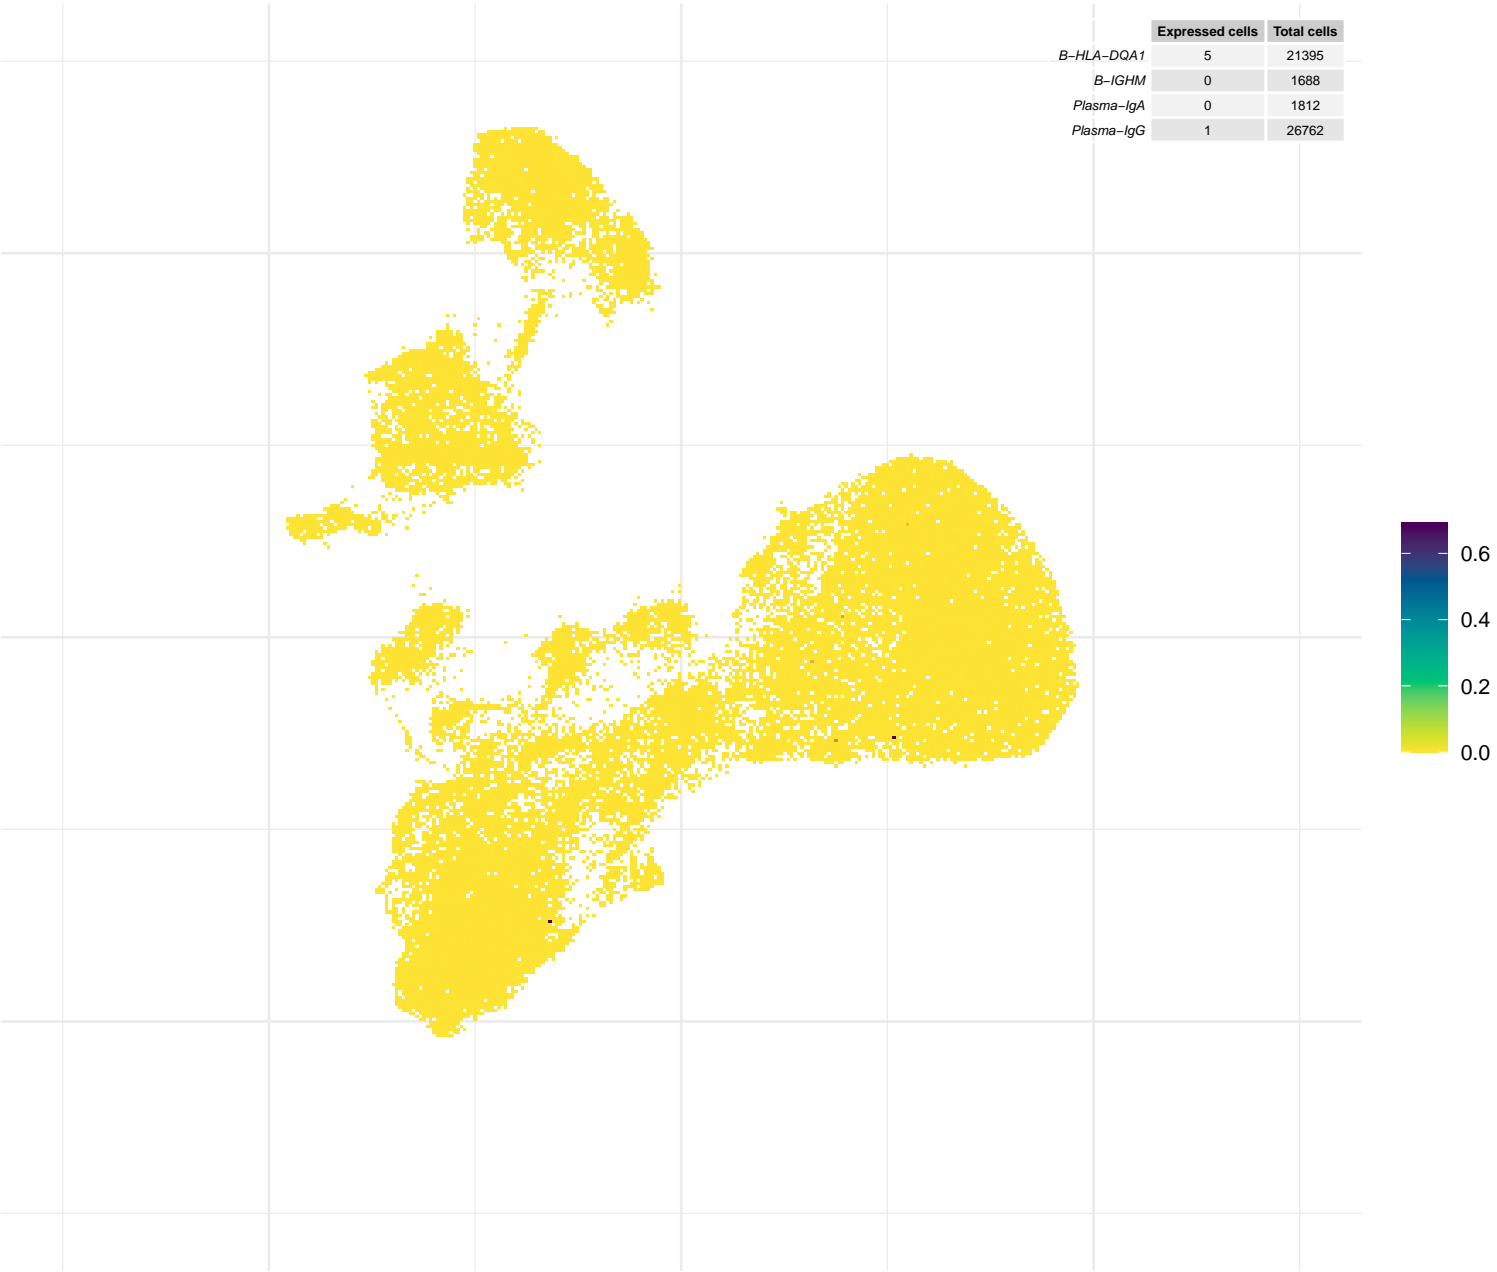 Expressed cells Total cells
B−HLA−DQA1 5 21395
B−IGHM 0 1688
Plasma−IgA 0 1812
Plasma−IgG 1 26762
0.6
0.4
0.2
0.0